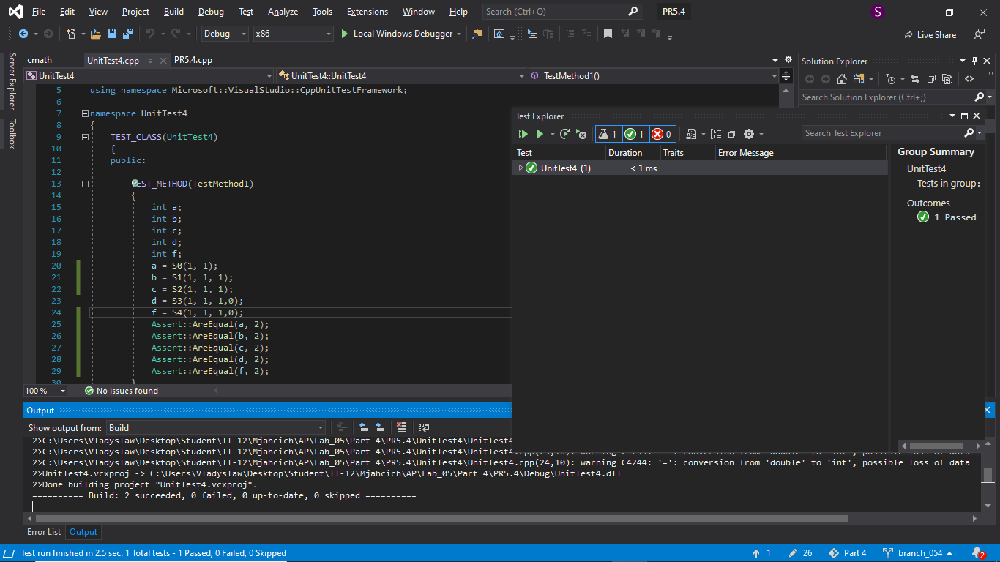 File Edit View Project Build Debug Test Analyze Tools Extensions Window Help Search (Ctrl+Q) PR5.4 S
Debug x86 Local Windows Debugger Live Share
Server Explorer
Toolbox
cmath UnitTest4.cpp PR5.4.cpp
UnitTest4 UnitTest4::UnitTest4 TestMethod1()
5 using namespace Microsoft::VisualStudio::CppUnitTestFramework;
6
7 namespace UnitTest4
8 {
9 TEST_CLASS(UnitTest4)
10 {
11 public:
12
13 TEST_METHOD(TestMethod1)
14 {
15 int a;
16 int b;
17 int c;
18 int d;
19 int f;
20 a = S0(1, 1);
21 b = S1(1, 1, 1);
22 c = S2(1, 1, 1);
23 d = S3(1, 1, 1,0);
24 f = S4(1, 1, 1,0);
25 Assert::AreEqual(a, 2);
26 Assert::AreEqual(b, 2);
27 Assert::AreEqual(c, 2);
28 Assert::AreEqual(d, 2);
29 Assert::AreEqual(f, 2);
30 }
100 % No issues found
Solution Explorer
Search Solution Explorer (Ctrl+;)
Test Explorer
1 1 0 Search Test Explorer
Test Duration Traits Error Message
UnitTest4 (1) < 1 ms
Group Summary
UnitTest4
Tests in group:
Outcomes
1 Passed
Output
Show output from: Build
2>C:\Users\Vladyslaw\Desktop\Student\IT-12\Mjahcich\AP\Lab_05\Part 4\PR5.4\UnitTest4\UnitTest4
2>C:\Users\Vladyslaw\Desktop\Student\IT-12\Mjahcich\AP\Lab_05\Part 4\PR5.4\UnitTest4\UnitTest4.cpp(23,10): warning C4244: '=': conversion from 'double' to 'int', possible loss of data
2>C:\Users\Vladyslaw\Desktop\Student\IT-12\Mjahcich\AP\Lab_05\Part 4\PR5.4\UnitTest4\UnitTest4.cpp(24,10): warning C4244: '=': conversion from 'double' to 'int', possible loss of data
2>UnitTest4.vcxproj -> C:\Users\Vladyslaw\Desktop\Student\IT-12\Mjahcich\AP\Lab_05\Part 4\PR5.4\Debug\UnitTest4.dll
2>Done building project "UnitTest4.vcxproj".
========== Build: 2 succeeded, 0 failed, 0 up-to-date, 0 skipped ==========
Error List Output
Test run finished in 2.5 sec. 1 Total tests - 1 Passed, 0 Failed, 0 Skipped 1 26 Part 4 branch_054 2